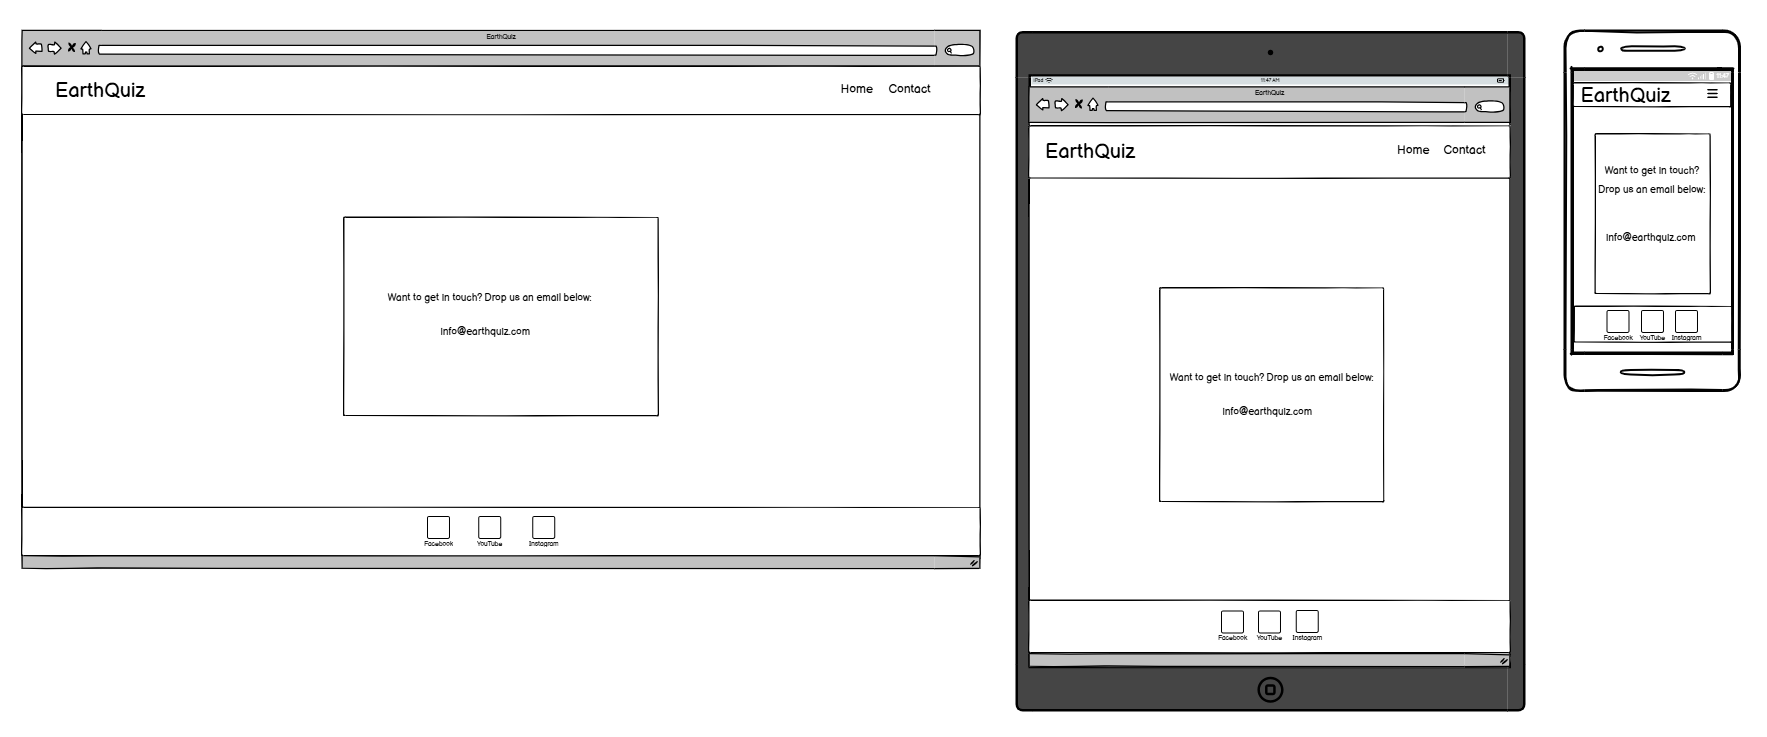 EarthQuiz
EarthQuiz
Home Contact
Want to get in touch? Drop us an email below:
info@earthquiz.com
Facebook YouTube Instagram
iPad 11:47 AM
EarthQuiz
EarthQuiz
Home Contact
Want to get in touch? Drop us an email below:
info@earthquiz.com
Facebook YouTube Instagram
EarthQuiz
Want to get in touch?
Drop us an email below:
info@earthquiz.com
Facebook YouTube Instagram